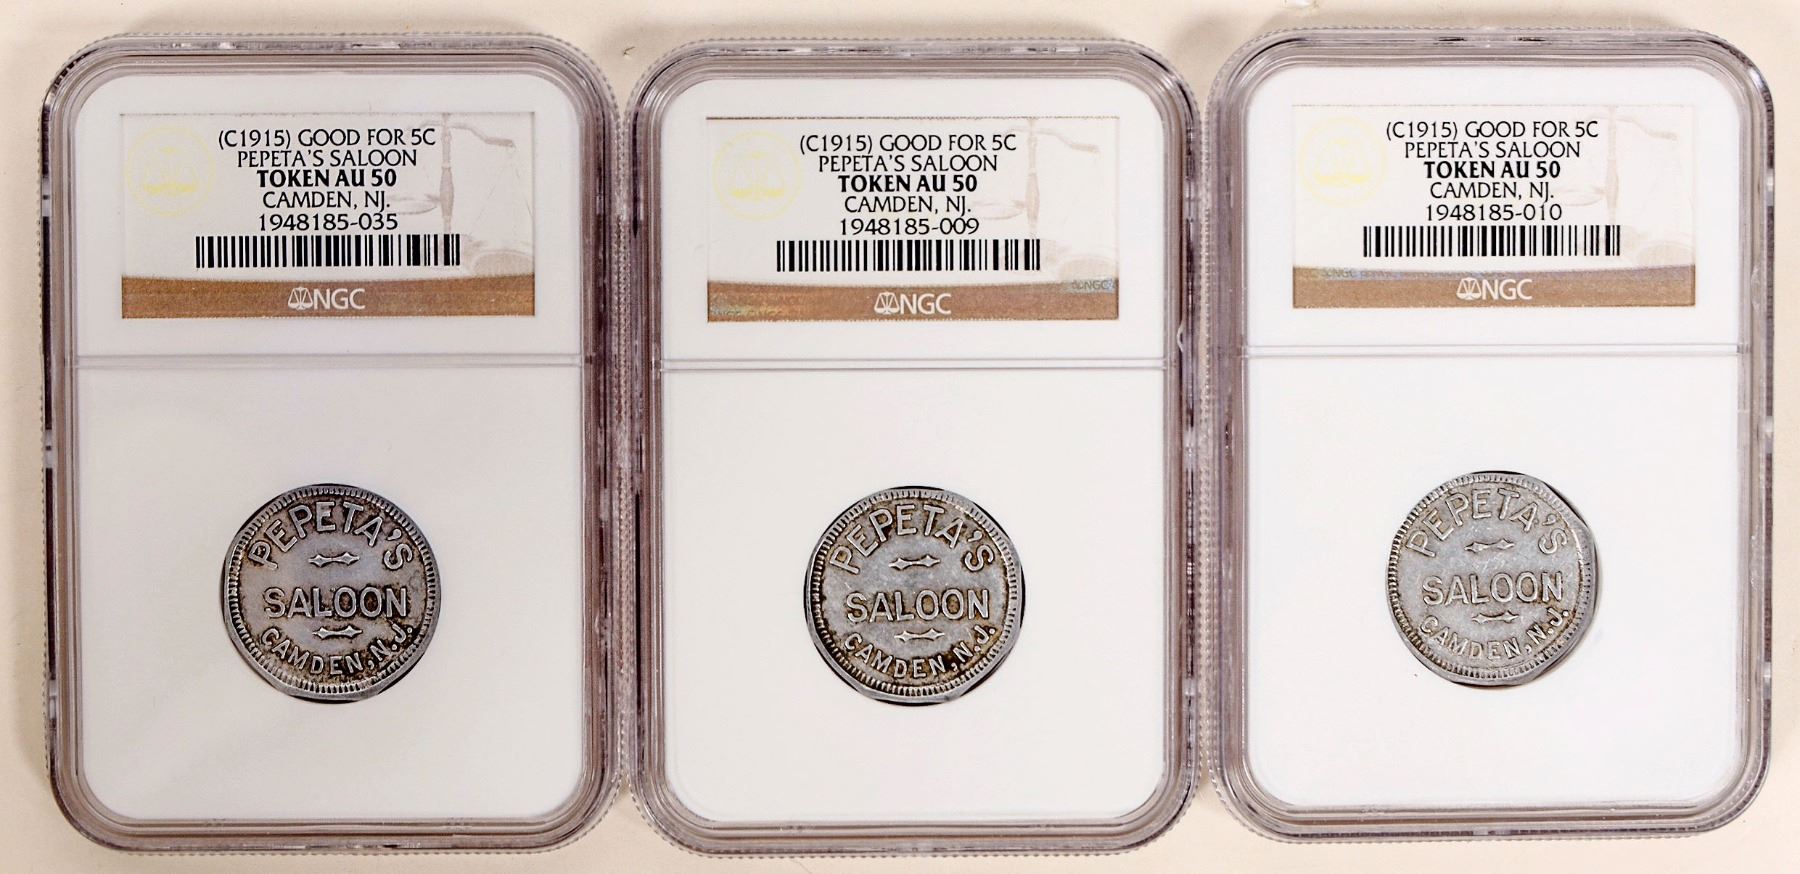 (C1915) GOOD FOR 5C
PEPETA'S SALOON
TOKEN AU 50
CAMDEN, NJ.
1948185-035
NGC
PEPETA'S
SALOON
CAMDEN, N.J.
(C1915) GOOD FOR 5C
PEPETA'S SALOON
TOKEN AU 50
CAMDEN, NJ.
1948185-009
NGC
NGC
PEPETA'S
SALOON
CAMDEN, N.J.
(C1915) GOOD FOR 5C
PEPETA'S SALOON
TOKEN AU 50
CAMDEN, NJ.
1948185-010
NGC
NGC
PEPETA'S
SALOON
CAMDEN, N.J.